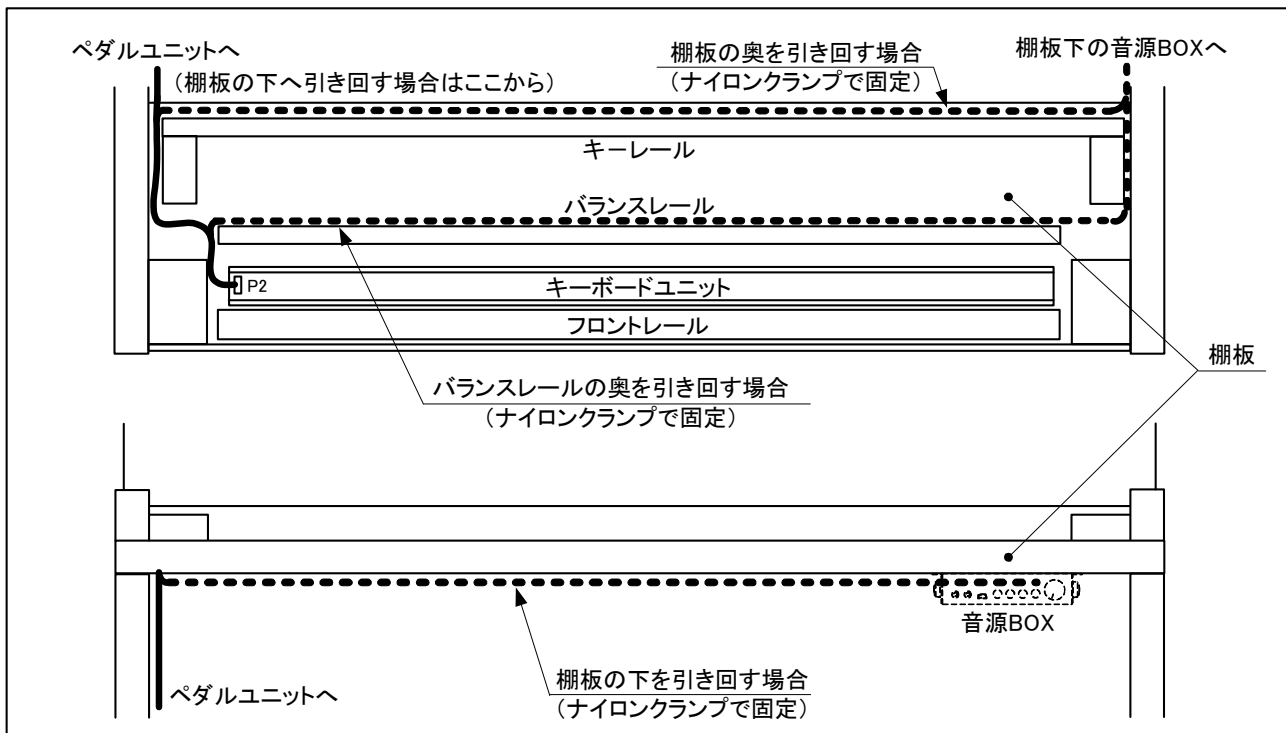 ペダルユニットへ
(棚板の下へ引き回す場合はここから)
棚板の奥を引き回す場合
(ナイロンクランプで固定)
棚板下の音源BOXへ
キーレール
バランスレール
P2
キーボードユニット
フロントレール
棚板
バランスレールの奥を引き回す場合
(ナイロンクランプで固定)
音源BOX
ペダルユニットへ
棚板の下を引き回す場合
(ナイロンクランプで固定)